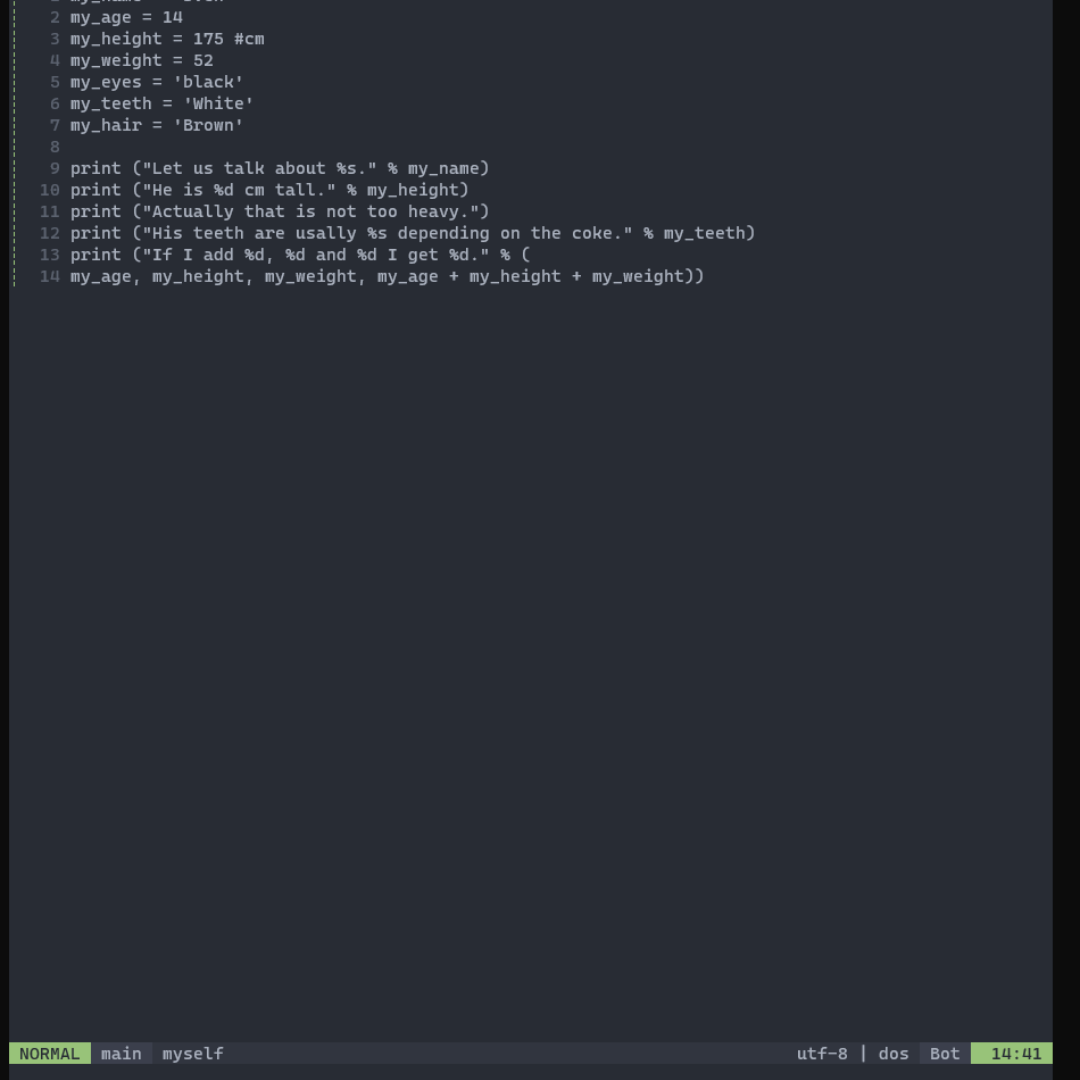 2 my_age = 14
3 my_height = 175 #cm
4 my_weight = 52
5 my_eyes = 'black'
6 my_teeth = 'White'
7 my_hair = 'Brown'
8
9 print ("Let us talk about %s." % my_name)
10 print ("He is %d cm tall." % my_height)
11 print ("Actually that is not too heavy.")
12 print ("His teeth are usally %s depending on the coke." % my_teeth)
13 print ("If I add %d, %d and %d I get %d." % (
14 my_age, my_height, my_weight, my_age + my_height + my_weight))
NORMAL main myself utf-8 | dos Bot 14:41